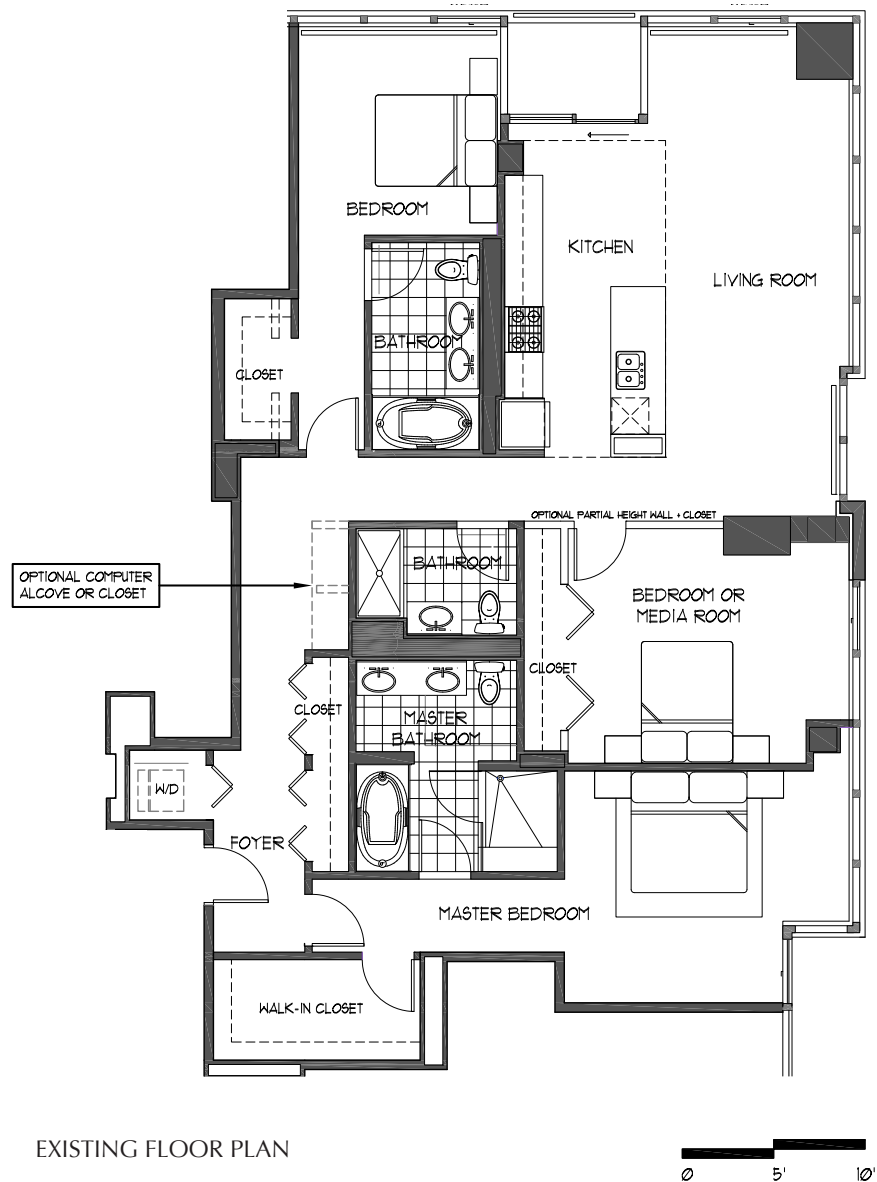 BEDROOM
KITCHEN
LIVING ROOM
BATHROOM
CLOSET
OPTIONAL PARTIAL HEIGHT WALL + CLOSET
OPTIONAL COMPUTER
ALCOVE OR CLOSET
BATHROOM
BEDROOM OR
MEDIA ROOM
CLOSET
CLOSET
MASTER
BATHROOM
W/D
FOYER
MASTER BEDROOM
WALK-IN CLOSET
EXISTING FLOOR PLAN
0 5' 10'